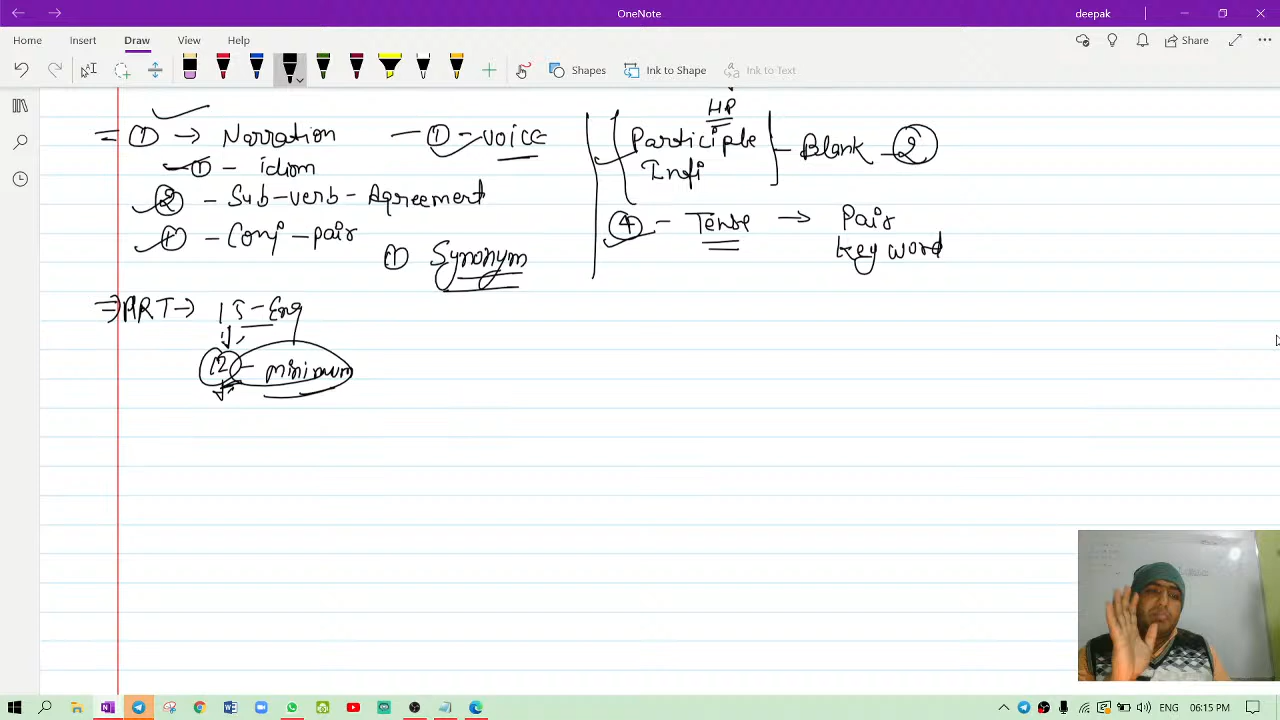 OneNote
deepak
Home Insert Draw View Help
Share
Shapes Ink to Shape Ink to Text
= ① → Narration
① - idiom
② - Sub-verb-Agreement
① - Conj-pair
① - voice
① Synonym
HP
Participle
Infi
Blank - ②
④ - Tense → Pair
key word
⇒ → 15 - Eng
12 - minimum
ENG 06:15 PM